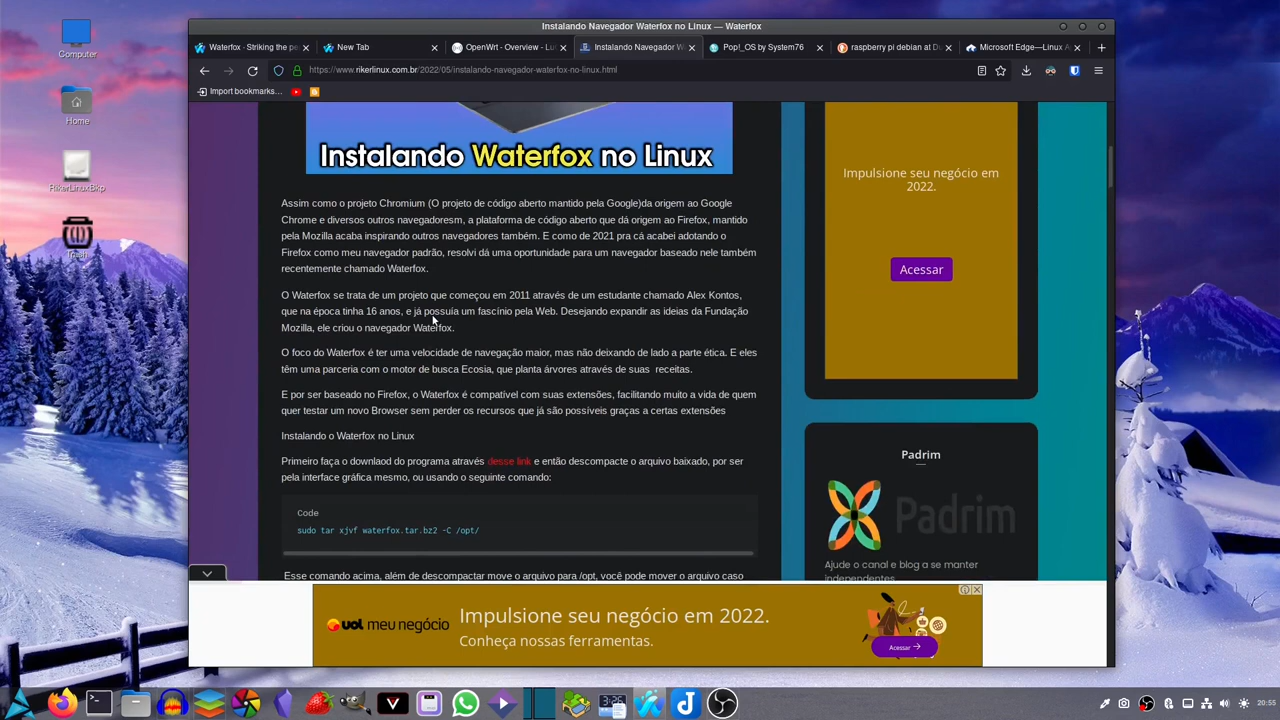 Instalando Navegador Waterfox no Linux — Waterfox
Computer
Home
RikerLinuxBkp
Trash
Waterfox - Striking the pe
New Tab
OpenWrt - Overview - Lu
Instalando Navegador W
Pop!_OS by System76
raspberry pi debian at Du
Microsoft Edge—Linux A
https://www.rikerlinux.com.br/2022/05/instalando-navegador-waterfox-no-linux.html
Import bookmarks…
Instalando Waterfox no Linux
Assim como o projeto Chromium (O projeto de código aberto mantido pela Google)da origem ao Google
Chrome e diversos outros navegadoresm, a plataforma de código aberto que dá origem ao Firefox, mantido
pela Mozilla acaba inspirando outros navegadores também. E como de 2021 pra cá acabei adotando o
Firefox como meu navegador padrão, resolvi dá uma oportunidade para um navegador baseado nele também
recentemente chamado Waterfox.
O Waterfox se trata de um projeto que começou em 2011 através de um estudante chamado Alex Kontos,
que na época tinha 16 anos, e já possuía um fascínio pela Web. Desejando expandir as ideias da Fundação
Mozilla, ele criou o navegador Waterfox.
O foco do Waterfox é ter uma velocidade de navegação maior, mas não deixando de lado a parte ética. E eles
têm uma parceria com o motor de busca Ecosia, que planta árvores através de suas receitas.
E por ser baseado no Firefox, o Waterfox é compatível com suas extensões, facilitando muito a vida de quem
quer testar um novo Browser sem perder os recursos que já são possíveis graças a certas extensões
Instalando o Waterfox no Linux
Primeiro faça o downlaod do programa através desse link e então descompacte o arquivo baixado, por ser
pela interface gráfica mesmo, ou usando o seguinte comando:
Code
sudo tar xjvf waterfox.tar.bz2 -C /opt/
Esse comando acima, além de descompactar move o arquivo para /opt, você pode mover o arquivo caso
Impulsione seu negócio em
2022.
Acessar
Padrim
Padrim
Ajude o canal e blog a se manter
independentes
uol meu negócio
Impulsione seu negócio em 2022.
Conheça nossas ferramentas.
Acessar
3:25
20:55